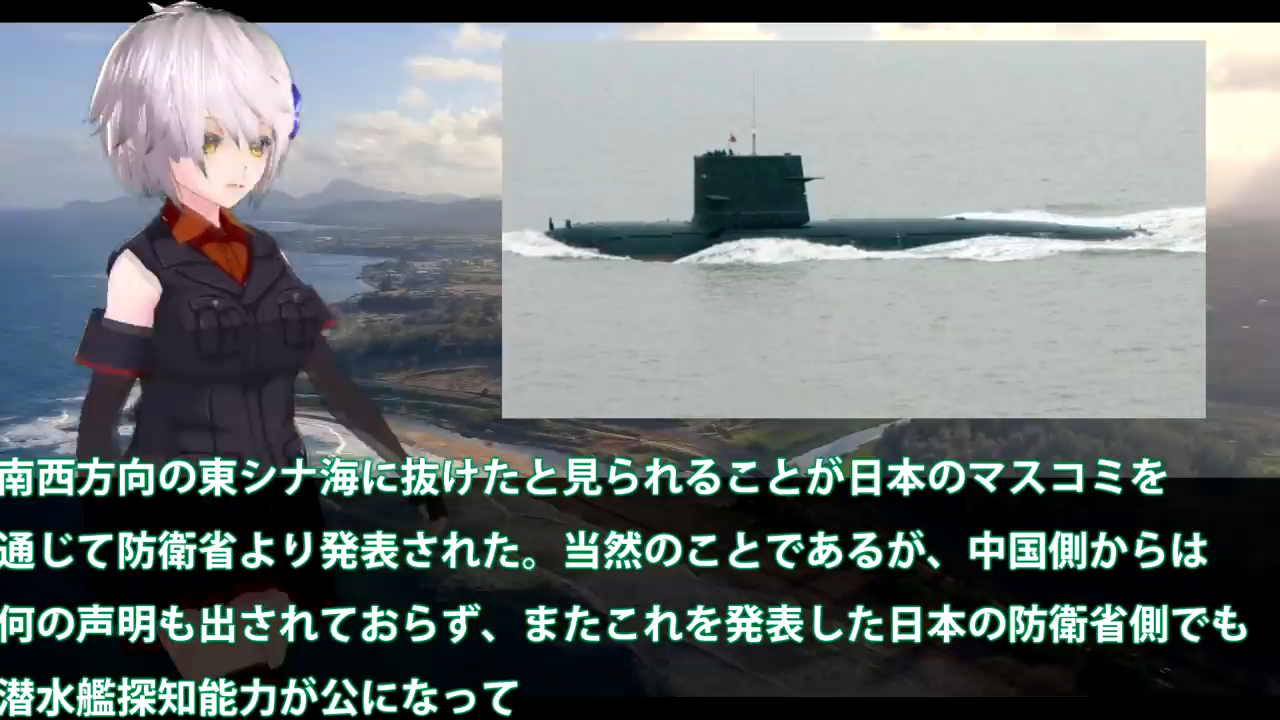 南西方向の東シナ海に抜けたと見られることが日本のマスコミを
通じて防衛省より発表された。当然のことであるが、中国側からは
何の声明も出されておらず、またこれを発表した日本の防衛省側でも
潜水艦探知能力が公になって